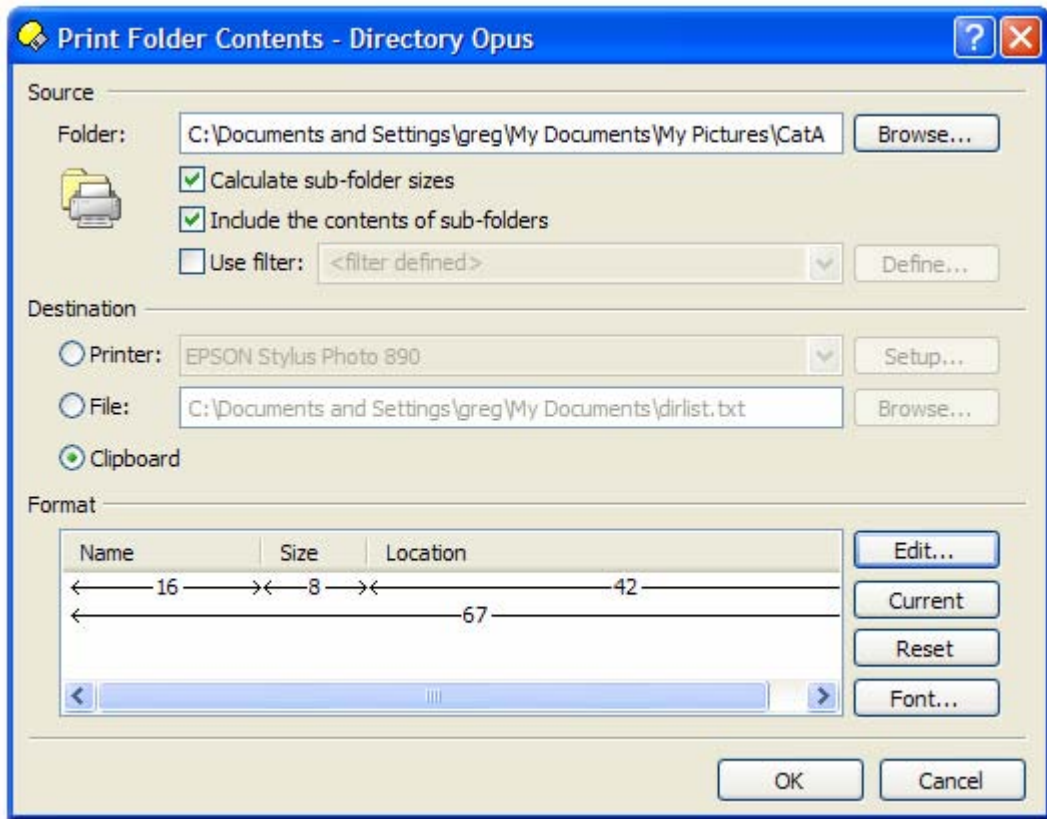 Print Folder Contents - Directory Opus
Source
Folder: C:\Documents and Settings\greg\My Documents\My Pictures\CatA Browse...
Calculate sub-folder sizes
Include the contents of sub-folders
Use filter: <filter defined> Define...
Destination
Printer: EPSON Stylus Photo 890 Setup...
File: C:\Documents and Settings\greg\My Documents\dirlist.txt Browse...
Clipboard
Format
Name Size Location Edit...
16 8 42
67
Current
Reset
Font...
OK Cancel